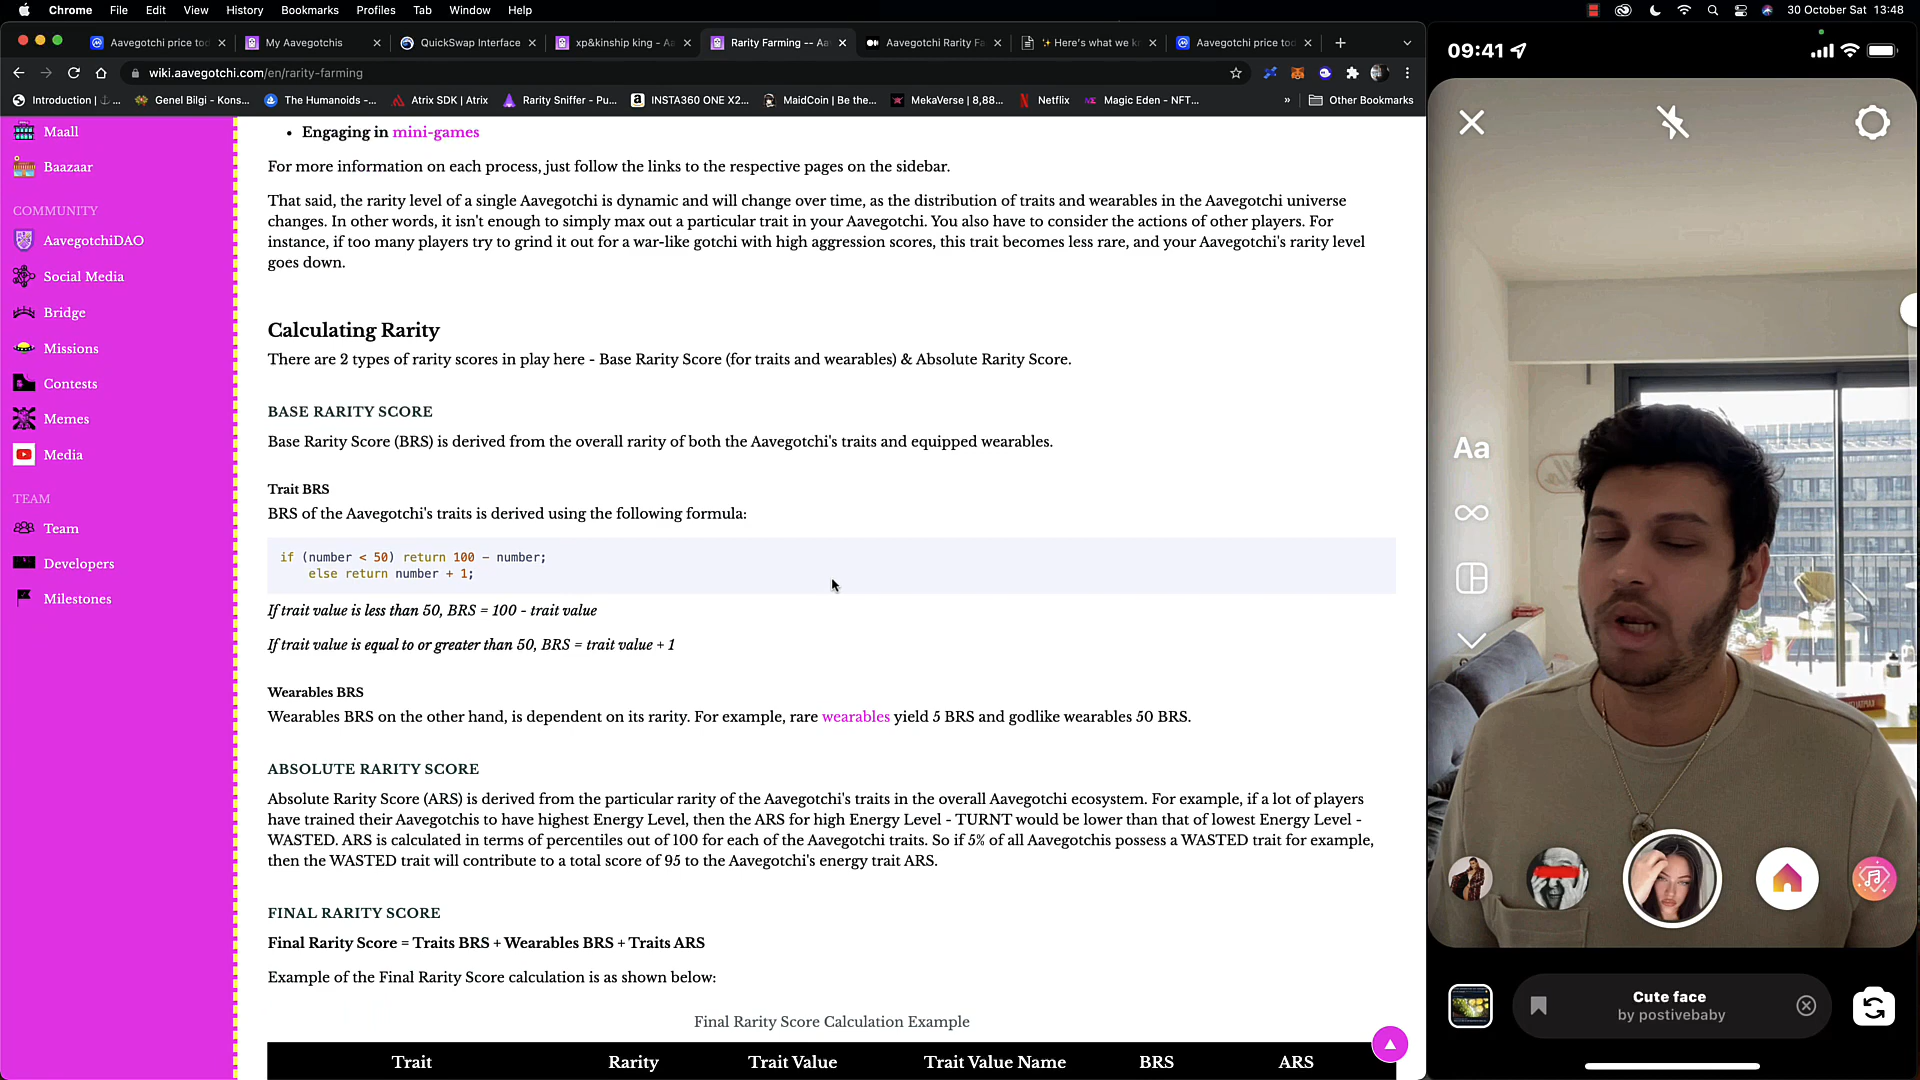 Chrome File Edit View History Bookmarks Profiles Tab Window Help 30 October Sat 13:48
Aavegotchi price tod My Aavegotchis QuickSwap Interface xp&kinship king - Aa Rarity Farming -- Aa Aavegotchi Rarity Fa Here's what we k Aavegotchi price tod
wiki.aavegotchi.com/en/rarity-farming
Introduction | Genel Bilgi - Kons... The Humanoids -... Atrix SDK | Atrix Rarity Sniffer - Pu... INSTA360 ONE X2... MaidCoin | Be the... MekaVerse | 8,88... Netflix Magic Eden - NFT... » Other Bookmarks
Maall
Baazaar
COMMUNITY
AavegotchiDAO
Social Media
Bridge
Missions
Contests
Memes
Media
TEAM
Team
Developers
Milestones
• Engaging in mini-games
For more information on each process, just follow the links to the respective pages on the sidebar.
That said, the rarity level of a single Aavegotchi is dynamic and will change over time, as the distribution of traits and wearables in the Aavegotchi universe
changes. In other words, it isn't enough to simply max out a particular trait in your Aavegotchi. You also have to consider the actions of other players. For
instance, if too many players try to grind it out for a war-like gotchi with high aggression scores, this trait becomes less rare, and your Aavegotchi's rarity level
goes down.
Calculating Rarity
There are 2 types of rarity scores in play here - Base Rarity Score (for traits and wearables) & Absolute Rarity Score.
BASE RARITY SCORE
Base Rarity Score (BRS) is derived from the overall rarity of both the Aavegotchi's traits and equipped wearables.
Trait BRS
BRS of the Aavegotchi's traits is derived using the following formula:
if (number < 50) return 100 - number;
else return number + 1;
If trait value is less than 50, BRS = 100 - trait value
If trait value is equal to or greater than 50, BRS = trait value + 1
Wearables BRS
Wearables BRS on the other hand, is dependent on its rarity. For example, rare wearables yield 5 BRS and godlike wearables 50 BRS.
ABSOLUTE RARITY SCORE
Absolute Rarity Score (ARS) is derived from the particular rarity of the Aavegotchi's traits in the overall Aavegotchi ecosystem. For example, if a lot of players
have trained their Aavegotchis to have highest Energy Level, then the ARS for high Energy Level - TURNT would be lower than that of lowest Energy Level -
WASTED. ARS is calculated in terms of percentiles out of 100 for each of the Aavegotchi traits. So if 5% of all Aavegotchis possess a WASTED trait for example,
then the WASTED trait will contribute to a total score of 95 to the Aavegotchi's energy trait ARS.
FINAL RARITY SCORE
Final Rarity Score = Traits BRS + Wearables BRS + Traits ARS
Example of the Final Rarity Score calculation is as shown below:
Final Rarity Score Calculation Example
Trait Rarity Trait Value Trait Value Name BRS ARS
09:41
Aa
Cute face
by postivebaby